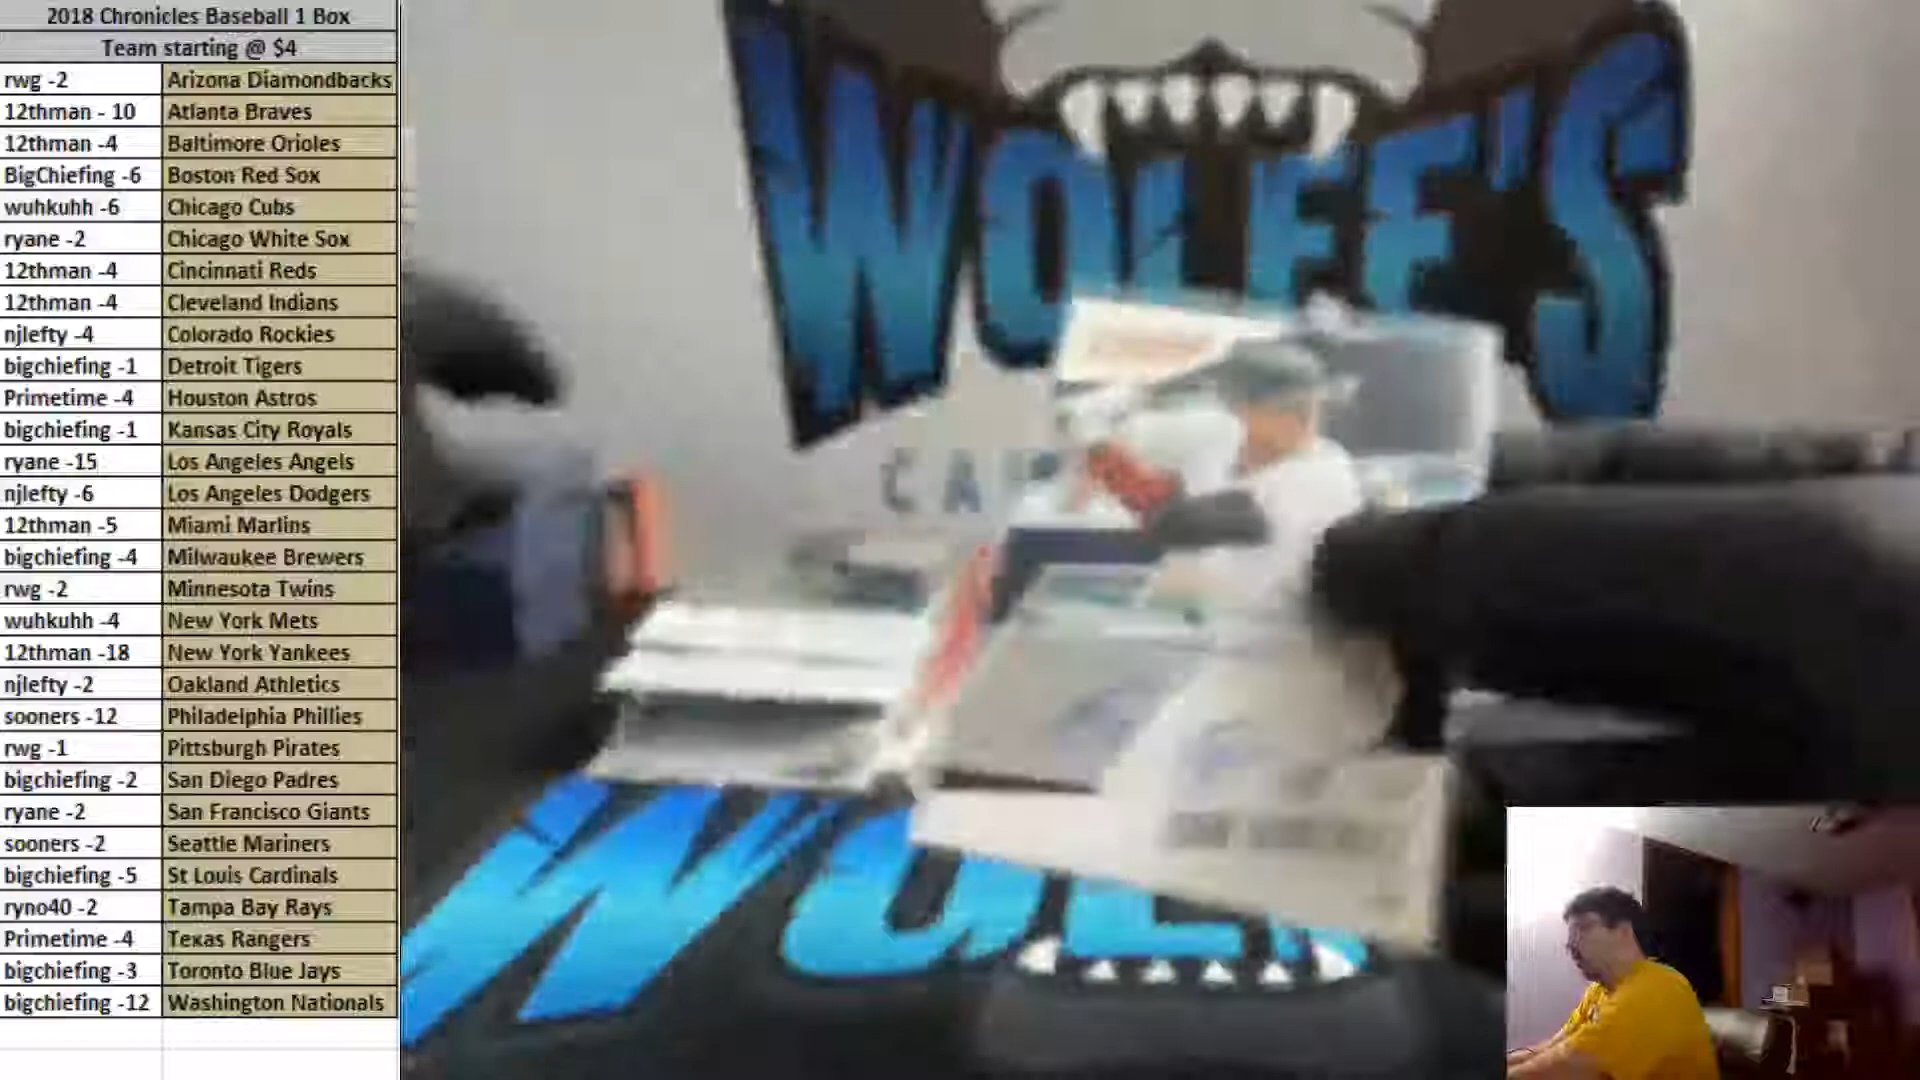 2018 Chronicles Baseball 1 Box
Team starting @ $4
rwg -2 Arizona Diamondbacks
12thman - 10 Atlanta Braves
12thman -4 Baltimore Orioles
BigChiefing -6 Boston Red Sox
wuhkuhh -6 Chicago Cubs
ryane -2 Chicago White Sox
12thman -4 Cincinnati Reds
12thman -4 Cleveland Indians
njlefty -4 Colorado Rockies
bigchiefing -1 Detroit Tigers
Primetime -4 Houston Astros
bigchiefing -1 Kansas City Royals
ryane -15 Los Angeles Angels
njlefty -6 Los Angeles Dodgers
12thman -5 Miami Marlins
bigchiefing -4 Milwaukee Brewers
rwg -2 Minnesota Twins
wuhkuhh -4 New York Mets
12thman -18 New York Yankees
njlefty -2 Oakland Athletics
sooners -12 Philadelphia Phillies
rwg -1 Pittsburgh Pirates
bigchiefing -2 San Diego Padres
ryane -2 San Francisco Giants
sooners -2 Seattle Mariners
bigchiefing -5 St Louis Cardinals
ryno40 -2 Tampa Bay Rays
Primetime -4 Texas Rangers
bigchiefing -3 Toronto Blue Jays
bigchiefing -12 Washington Nationals
WOLFE'S